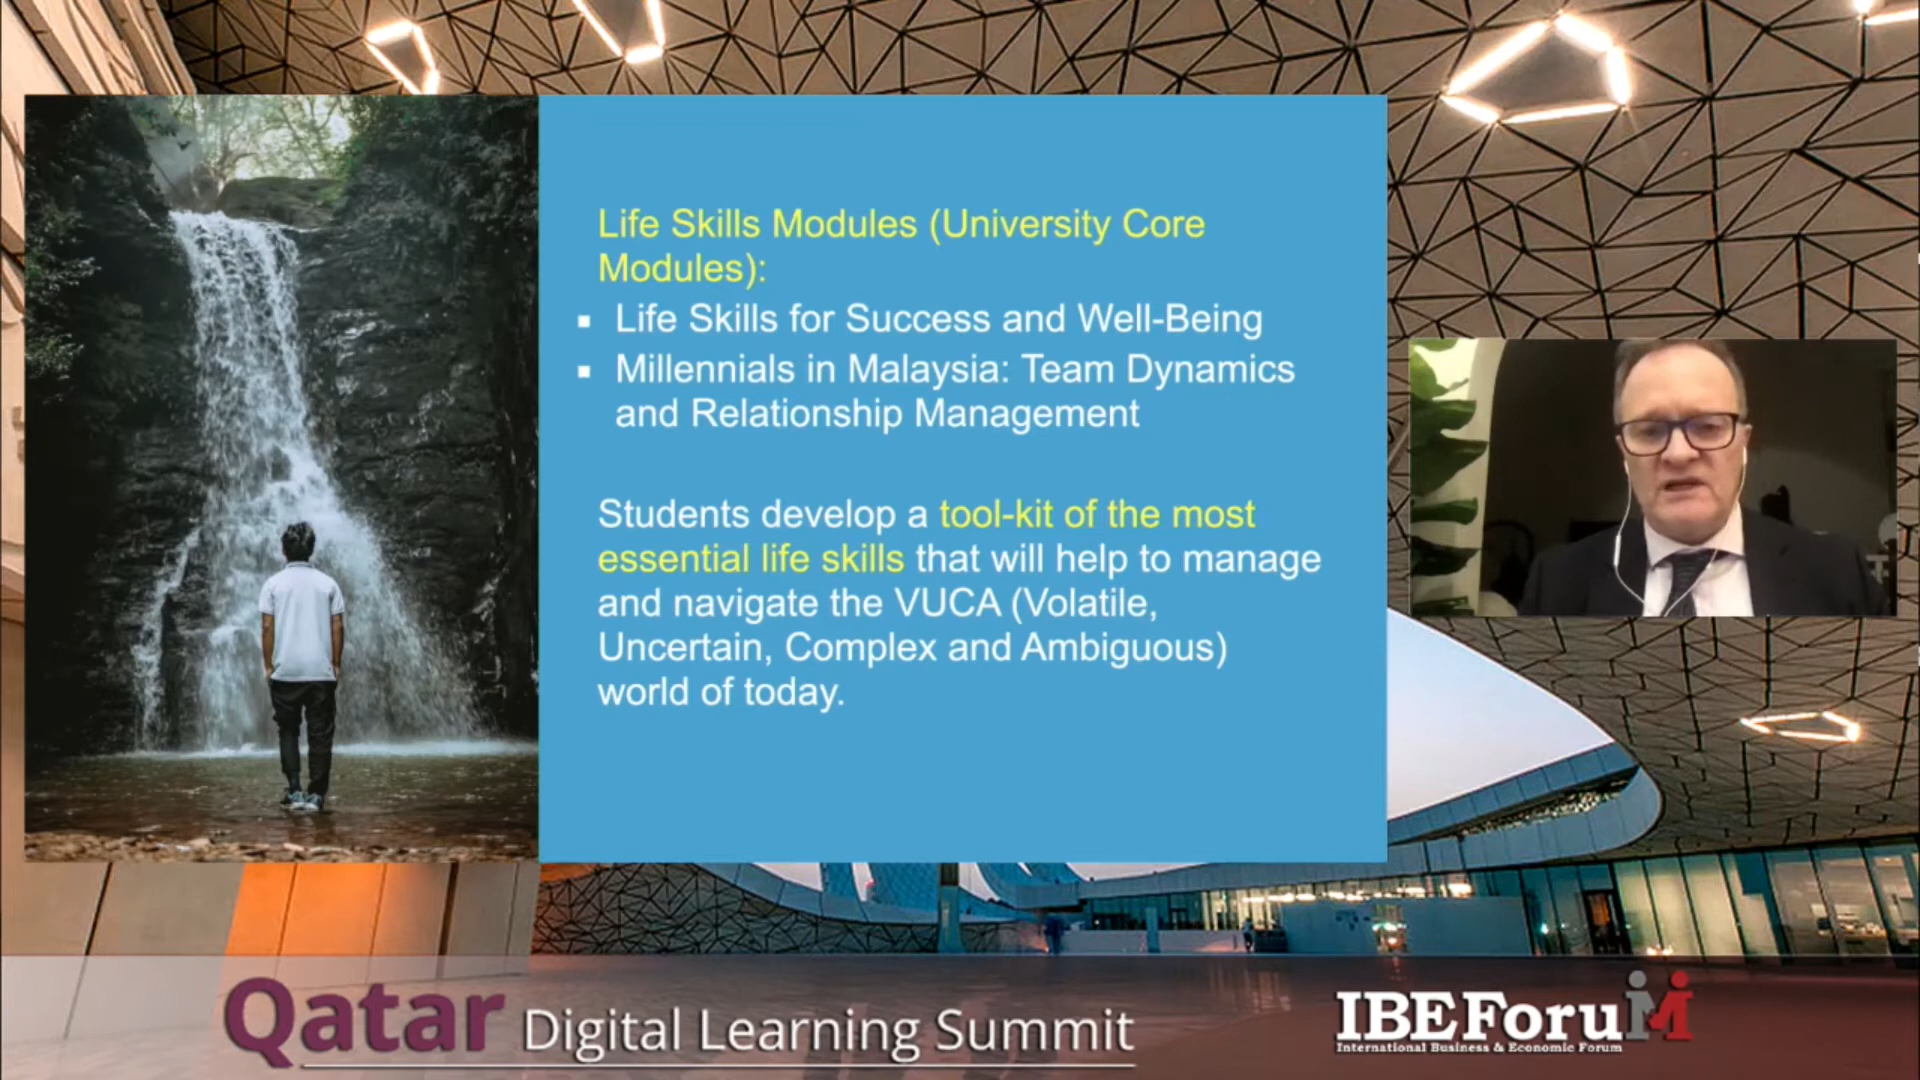 Life Skills Modules (University Core
Modules):
▪ Life Skills for Success and Well-Being
▪ Millennials in Malaysia: Team Dynamics
and Relationship Management
Students develop a tool-kit of the most
essential life skills that will help to manage
and navigate the VUCA (Volatile,
Uncertain, Complex and Ambiguous)
world of today.
Qatar Digital Learning Summit
IBEForuM
International Business & Economic Forum